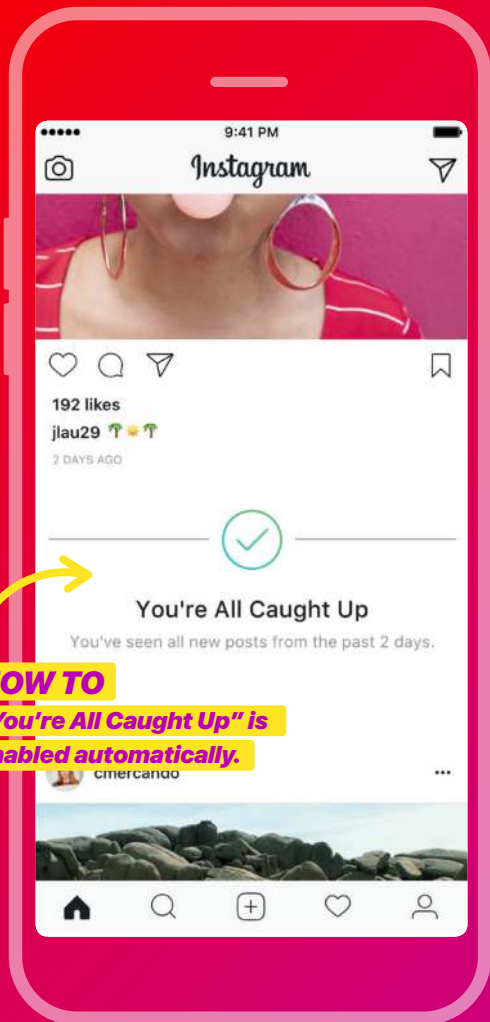 9:41 PM
Instagram
192 likes
jlau29 🌴☀️🌴
2 DAYS AGO
You're All Caught Up
You've seen all new posts from the past 2 days.
OW TO
You're All Caught Up” is
nabled automatically.
cmercando